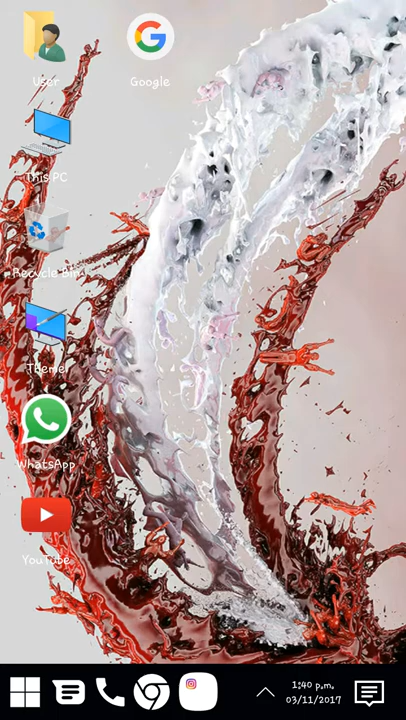 User
Google
This PC
Recycle Bin
Theme
WhatsApp
YouTube
1:40 p.m.
03/11/2017